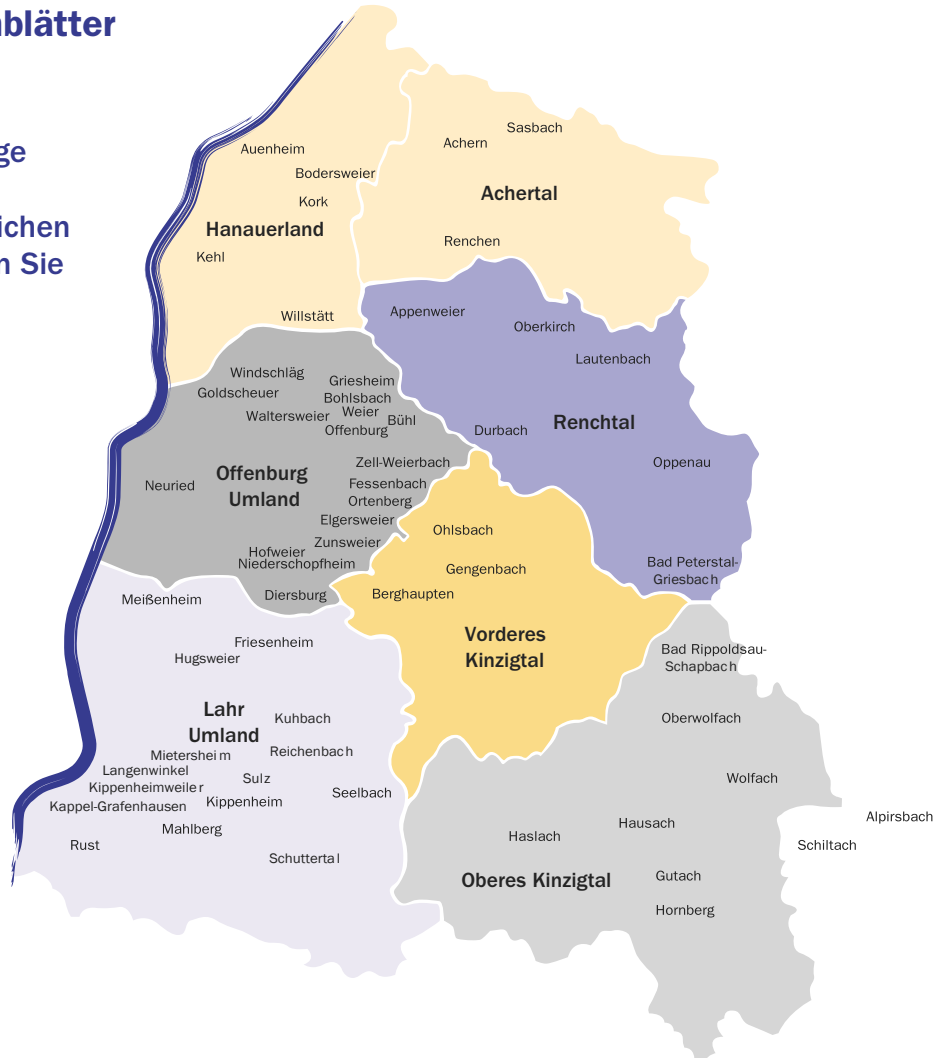 blätter
ge
ichen
n Sie
Auenheim
Bodersweier
Kork
Hanauerland
Kehl
Willstätt
Achern
Sasbach
Achertal
Renchen
Appenweier
Oberkirch
Lautenbach
Renchtal
Durbach
Oppenau
Bad Peterstal-
Griesbach
Windschläg
Goldscheuer
Griesheim
Bohlsbach
Waltersweier
Weier
Bühl
Offenburg
Zell-Weierbach
Offenburg
Umland
Neuried
Fessenbach
Ortenberg
Elgersweier
Zunsweier
Hofweier
Niederschopfheim
Diersburg
Ohlsbach
Gengenbach
Berghaupten
Vorderes
Kinzigtal
Meißenheim
Friesenheim
Hugsweier
Lahr
Umland
Kuhbach
Mietersheim
Reichenbach
Langenwinkel
Sulz
Kippenheimweiler
Kappel-Grafenhausen
Kippenheim
Seelbach
Mahlberg
Rust
Schuttertal
Bad Rippoldsau-
Schapbach
Oberwolfach
Wolfach
Alpirsbach
Hausach
Haslach
Schiltach
Oberes Kinzigtal
Gutach
Hornberg